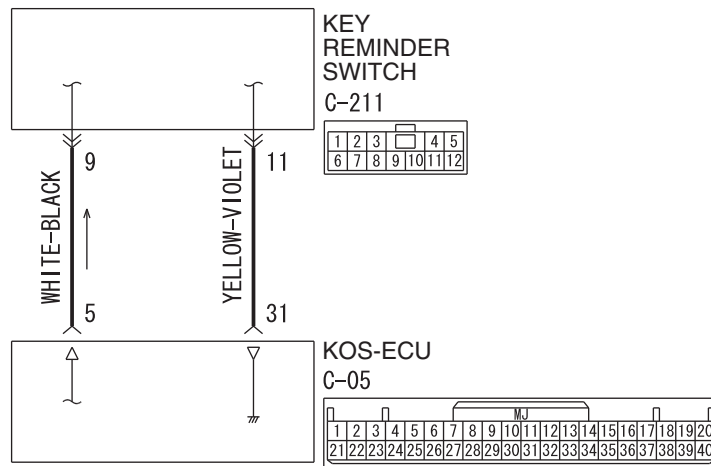 KEY
REMINDER
SWITCH
C-211
1 2 3 4 5
6 7 8 9 10 11 12
9
11
WHITE-BLACK
YELLOW-VIOLET
5
31
KOS-ECU
C-05
MJ
1 2 3 4 5 6 7 8 9 10 11 12 13 14 15 16 17 18 19 20
21 22 23 24 25 26 27 28 29 30 31 32 33 34 35 36 37 38 39 40